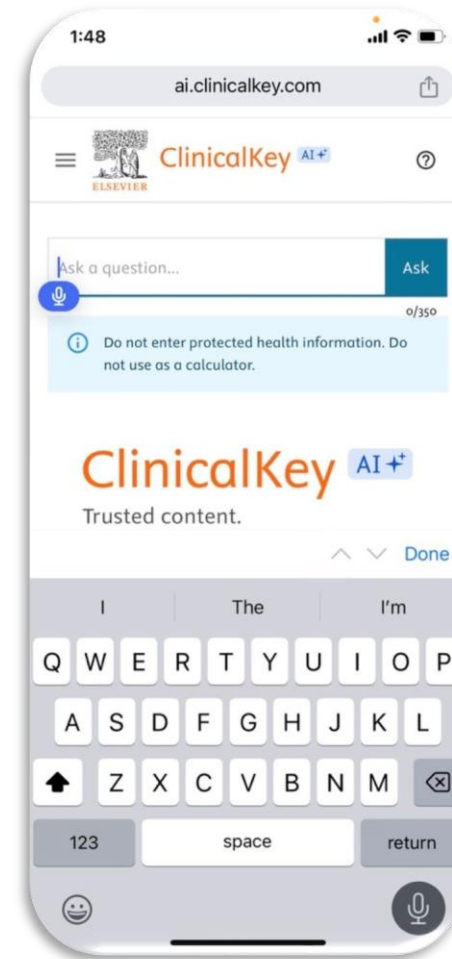 1:48
ai.clinicalkey.com
ELSEVIER
ClinicalKey AI
Ask a question...
Ask
0/350
Do not enter protected health information. Do
not use as a calculator.
ClinicalKey AI
Trusted content.
Done
I The I'm
Q W E R T Y U I O P
A S D F G H J K L
Z X C V B N M
123 space return